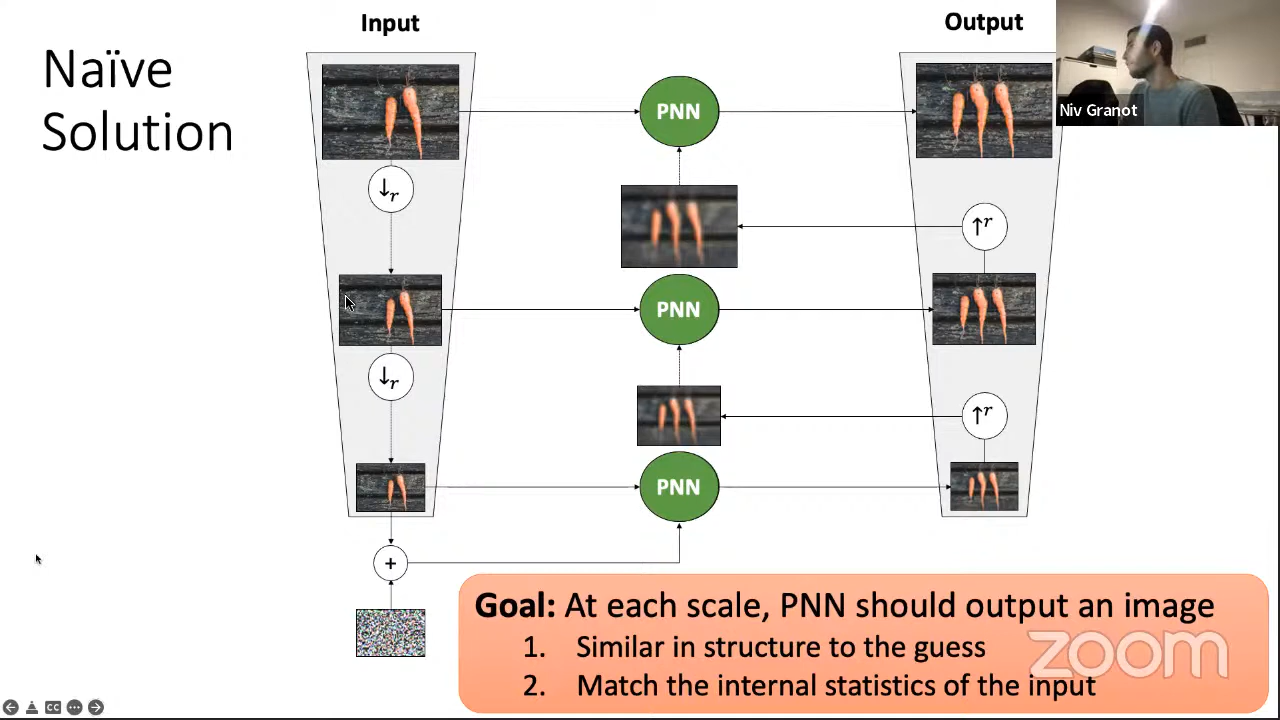 Naïve
Solution
Input
Output
Niv Granot
PNN
↓r
↑r
PNN
↓r
↑r
PNN
+
Goal: At each scale, PNN should output an image
1. Similar in structure to the guess
2. Match the internal statistics of the input
zoom
CC